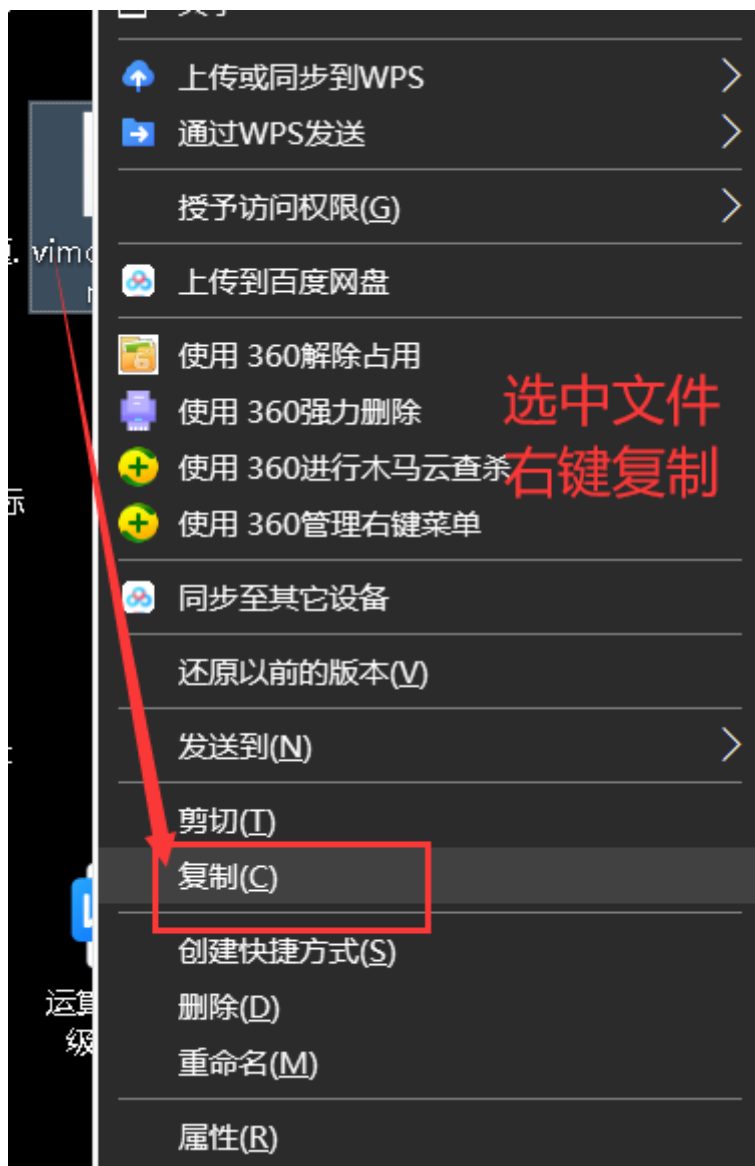 上传或同步到WPS
通过WPS发送
授予访问权限(G)
vimc
上传到百度网盘
使用 360解除占用
使用 360强力删除
使用 360进行木马云查杀
使用 360管理右键菜单
选中文件
右键复制
标
同步至其它设备
还原以前的版本(V)
发送到(N)
剪切(T)
复制(C)
创建快捷方式(S)
删除(D)
重命名(M)
运算
级
属性(R)